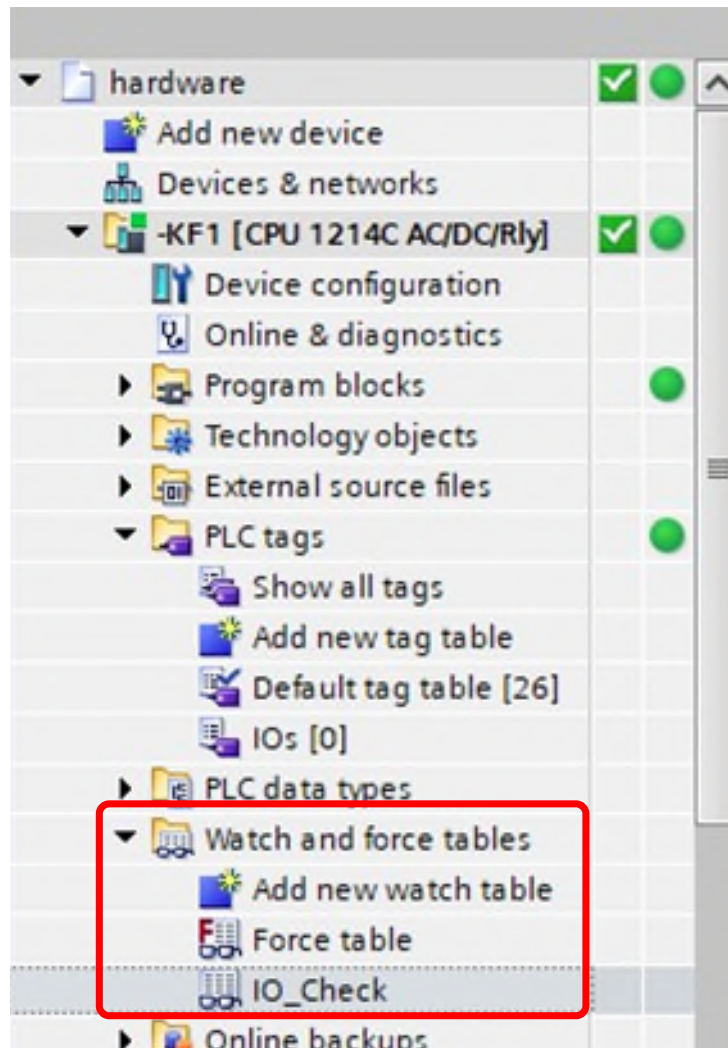 hardware
Add new device
Devices & networks
-KF1 [CPU 1214C AC/DC/Rly]
Device configuration
Online & diagnostics
Program blocks
Technology objects
External source files
PLC tags
Show all tags
Add new tag table
Default tag table [26]
IOs [0]
PLC data types
Watch and force tables
Add new watch table
Force table
IO_Check
Online backups